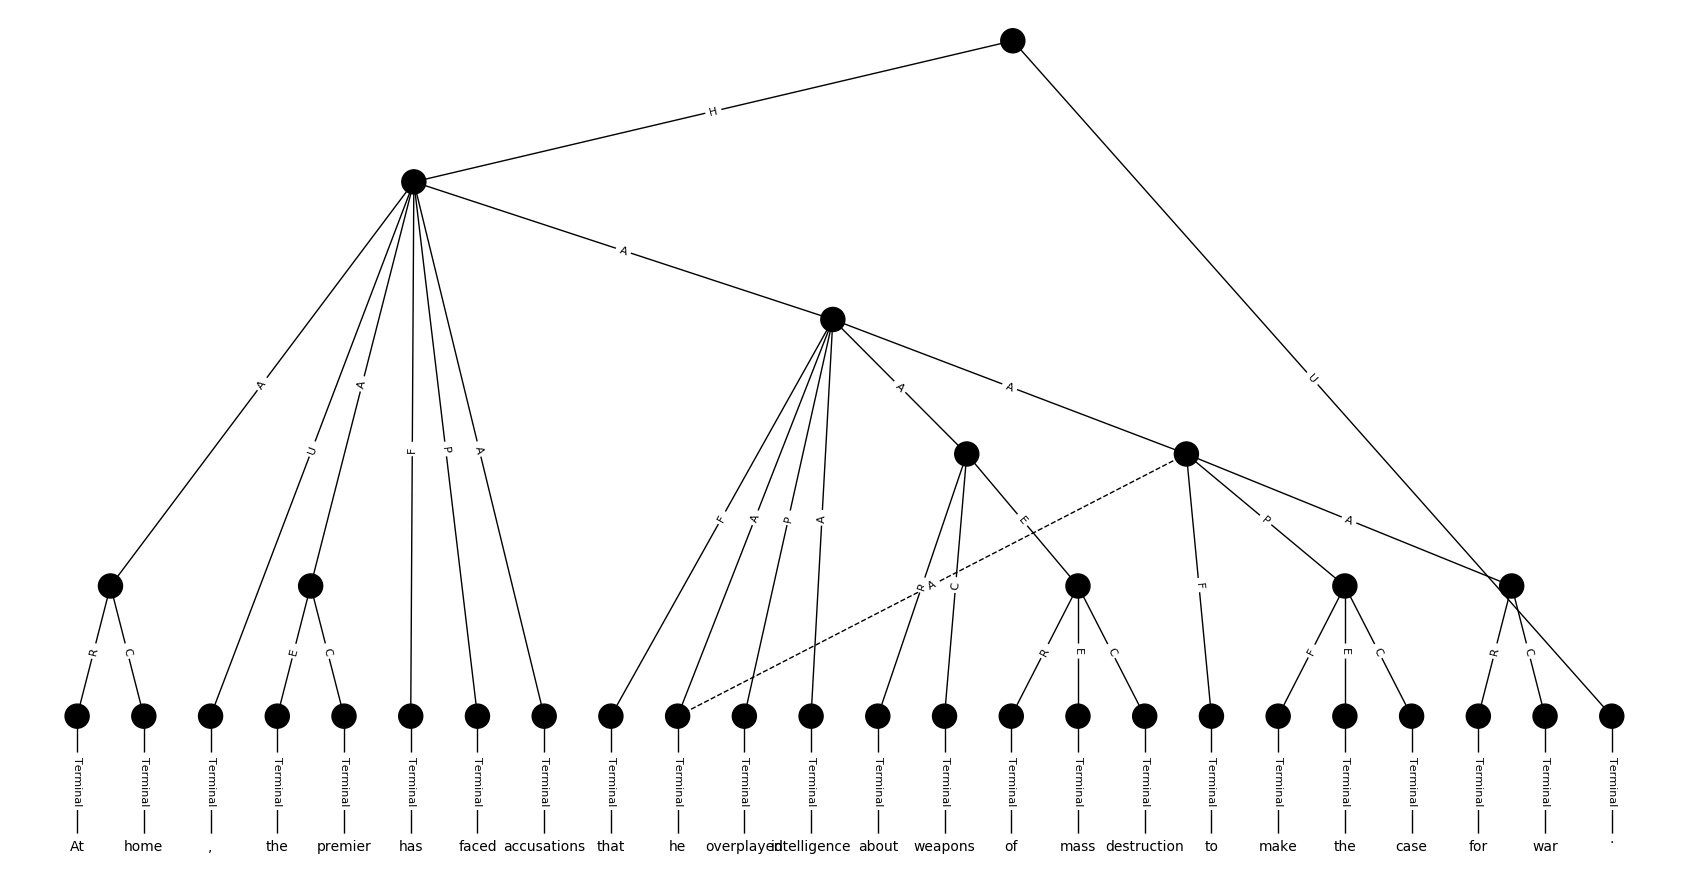 H
A
U
A
A
U
A
A
F
P
A
F
A
P
A
F
P
A
E
R
A
C
R
C
E
C
R
E
C
F
E
C
R
C
Terminal Terminal Terminal Terminal Terminal Terminal Terminal Terminal Terminal Terminal Terminal Terminal Terminal Terminal Terminal Terminal Terminal Terminal Terminal Terminal Terminal Terminal Terminal Terminal
At home , the premier has faced accusations that he overplayed intelligence about weapons of mass destruction to make the case for war .